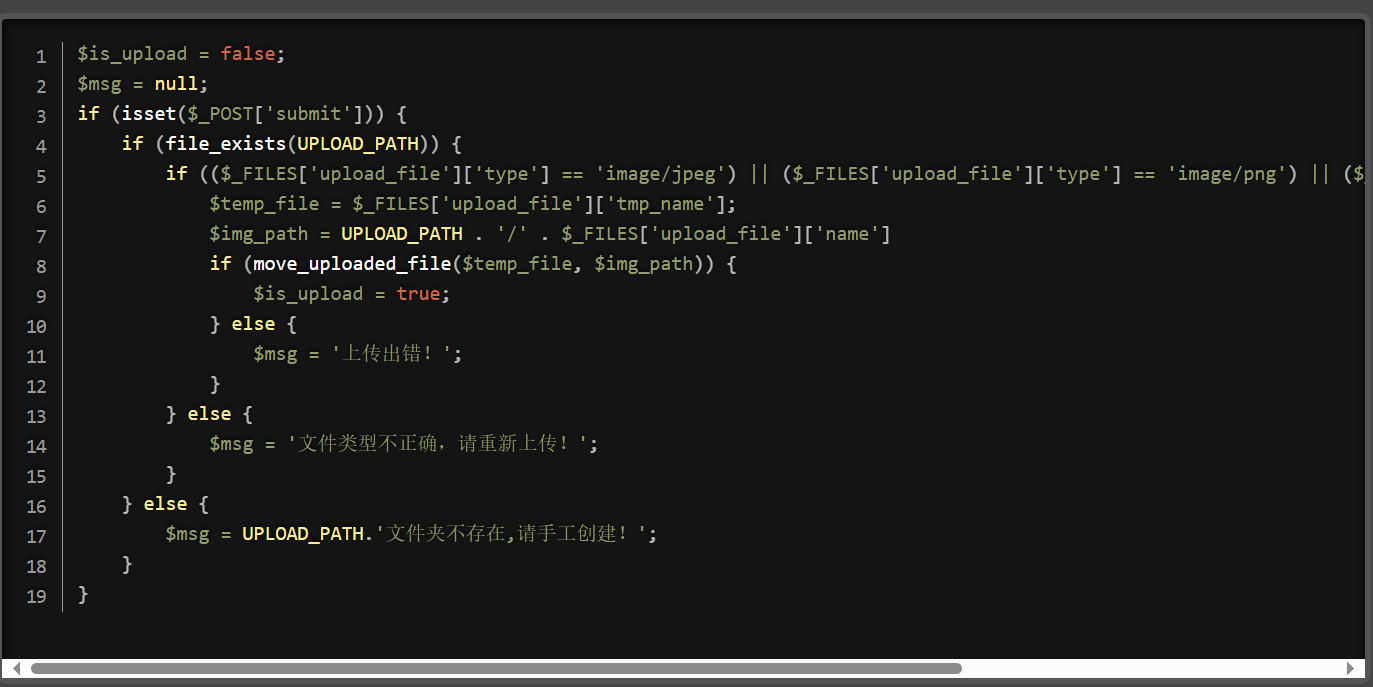 1 $is_upload = false;
2 $msg = null;
3 if (isset($_POST['submit'])) {
4     if (file_exists(UPLOAD_PATH)) {
5         if (($_FILES['upload_file']['type'] == 'image/jpeg') || ($_FILES['upload_file']['type'] == 'image/png') || ($
6             $temp_file = $_FILES['upload_file']['tmp_name'];
7             $img_path = UPLOAD_PATH . '/' . $_FILES['upload_file']['name']
8             if (move_uploaded_file($temp_file, $img_path)) {
9                 $is_upload = true;
10             } else {
11                 $msg = '上传出错！';
12             }
13         } else {
14             $msg = '文件类型不正确，请重新上传！';
15         }
16     } else {
17         $msg = UPLOAD_PATH.'文件夹不存在,请手工创建！';
18     }
19 }